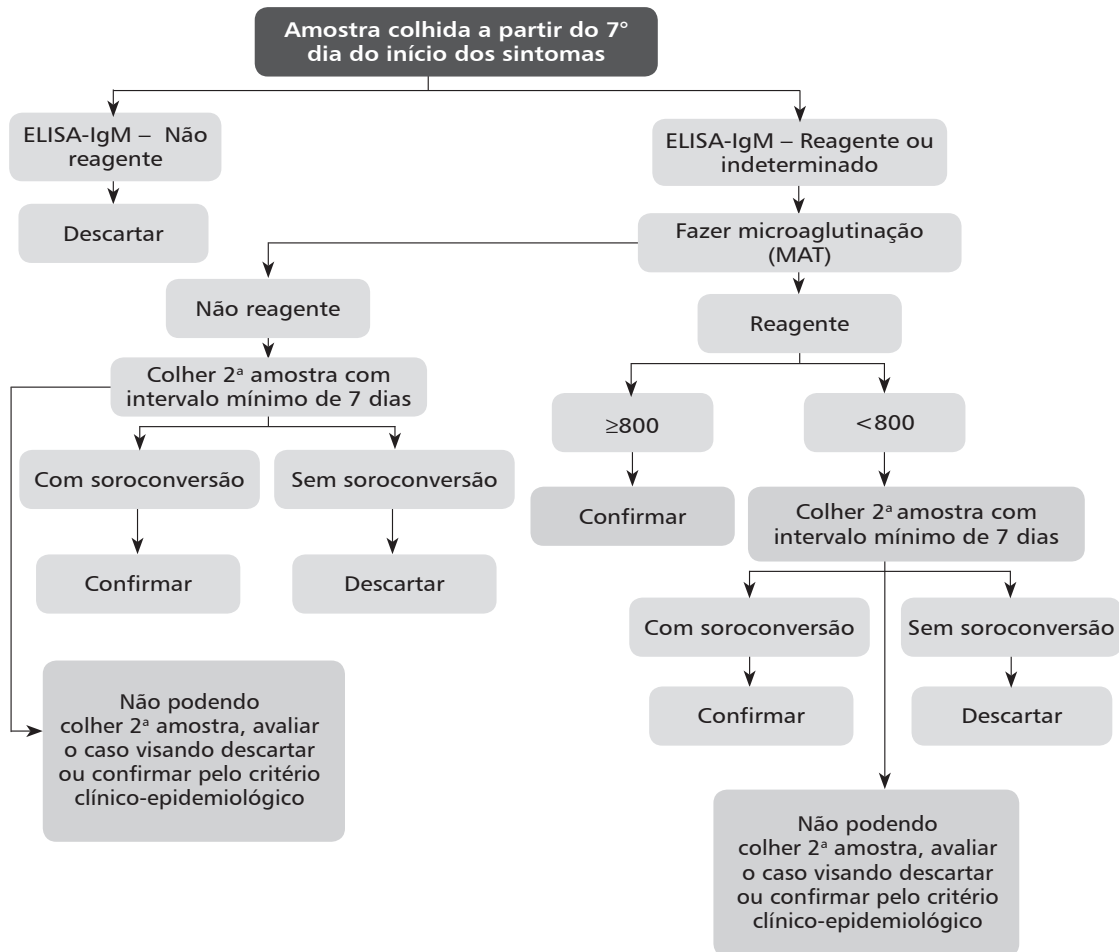 Amostra colhida a partir do 7°
dia do início dos sintomas
ELISA-IgM – Não
reagente
ELISA-IgM – Reagente ou
indeterminado
Descartar
Fazer microaglutinação
(MAT)
Não reagente
Reagente
Colher 2ª amostra com
intervalo mínimo de 7 dias
≥800
<800
Com soroconversão
Sem soroconversão
Confirmar
Colher 2ª amostra com
intervalo mínimo de 7 dias
Confirmar
Descartar
Com soroconversão
Sem soroconversão
Não podendo
colher 2ª amostra, avaliar
o caso visando descartar
ou confirmar pelo critério
clínico-epidemiológico
Confirmar
Descartar
Não podendo
colher 2ª amostra, avaliar
o caso visando descartar
ou confirmar pelo critério
clínico-epidemiológico